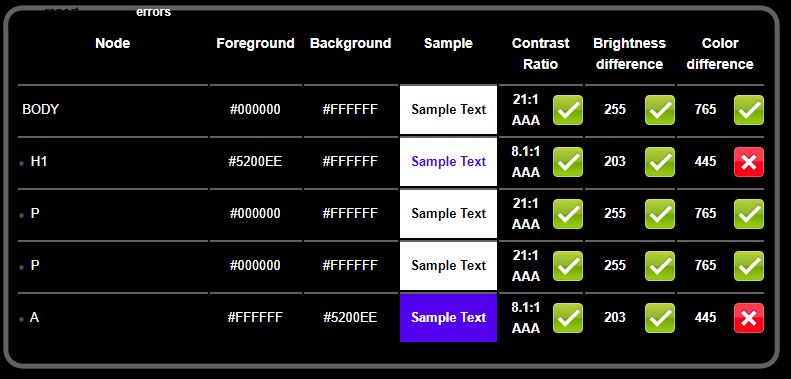 errors
Node Foreground Background Sample Contrast Ratio Brightness difference Color difference
BODY #000000 #FFFFFF Sample Text 21:1 AAA 255 765
H1 #5200EE #FFFFFF Sample Text 8.1:1 AAA 203 445
P #000000 #FFFFFF Sample Text 21:1 AAA 255 765
P #000000 #FFFFFF Sample Text 21:1 AAA 255 765
A #FFFFFF #5200EE Sample Text 8.1:1 AAA 203 445